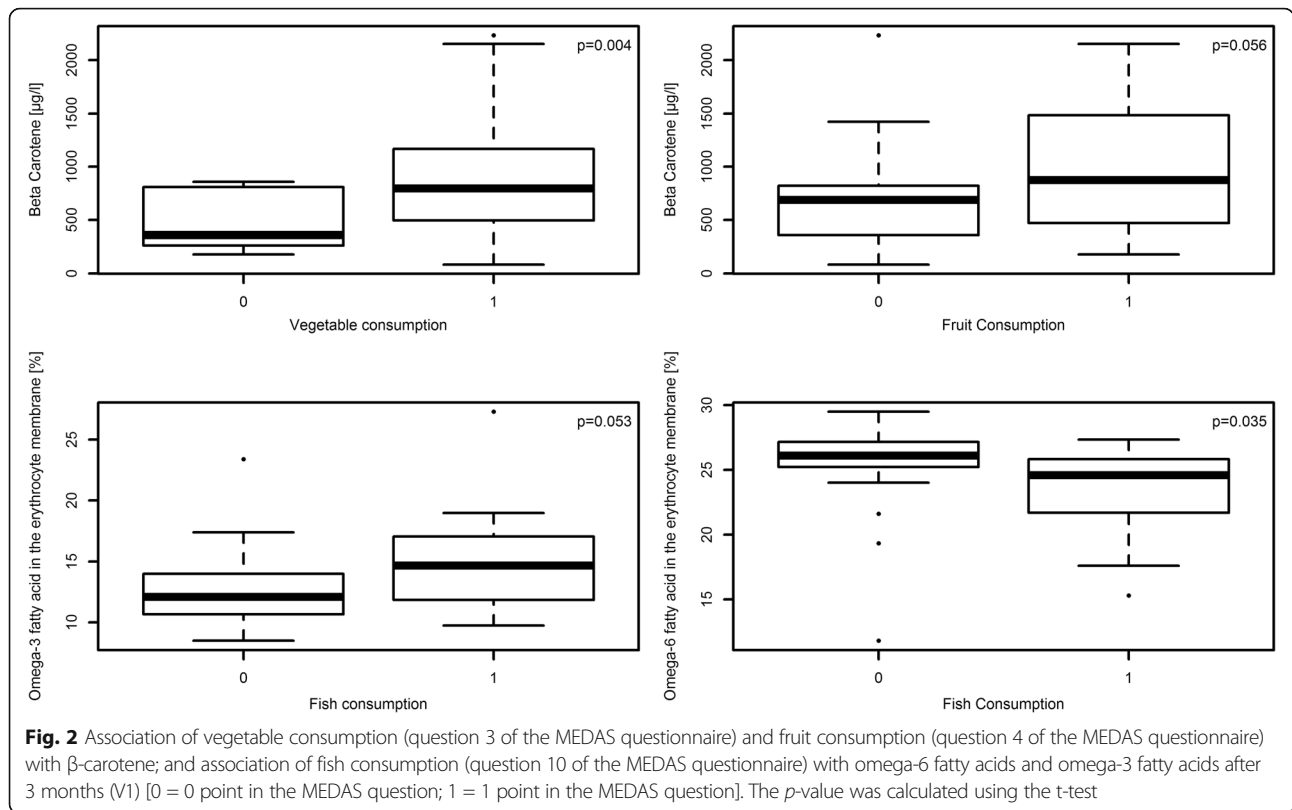 p=0.004
Beta Carotene [µg/l]
2000
1500
1000
500
0
0 1
Vegetable consumption
p=0.056
Beta Carotene [µg/l]
2000
1500
1000
500
0
0 1
Fruit Consumption
p=0.053
Omega-3 fatty acid in the erythrocyte membrane [%]
25
20
15
10
0 1
Fish consumption
p=0.035
Omega-6 fatty acid in the erythrocyte membrane [%]
30
25
20
15
0 1
Fish Consumption
Fig. 2 Association of vegetable consumption (question 3 of the MEDAS questionnaire) and fruit consumption (question 4 of the MEDAS questionnaire)
with β-carotene; and association of fish consumption (question 10 of the MEDAS questionnaire) with omega-6 fatty acids and omega-3 fatty acids after
3 months (V1) [0 = 0 point in the MEDAS question; 1 = 1 point in the MEDAS question]. The p-value was calculated using the t-test